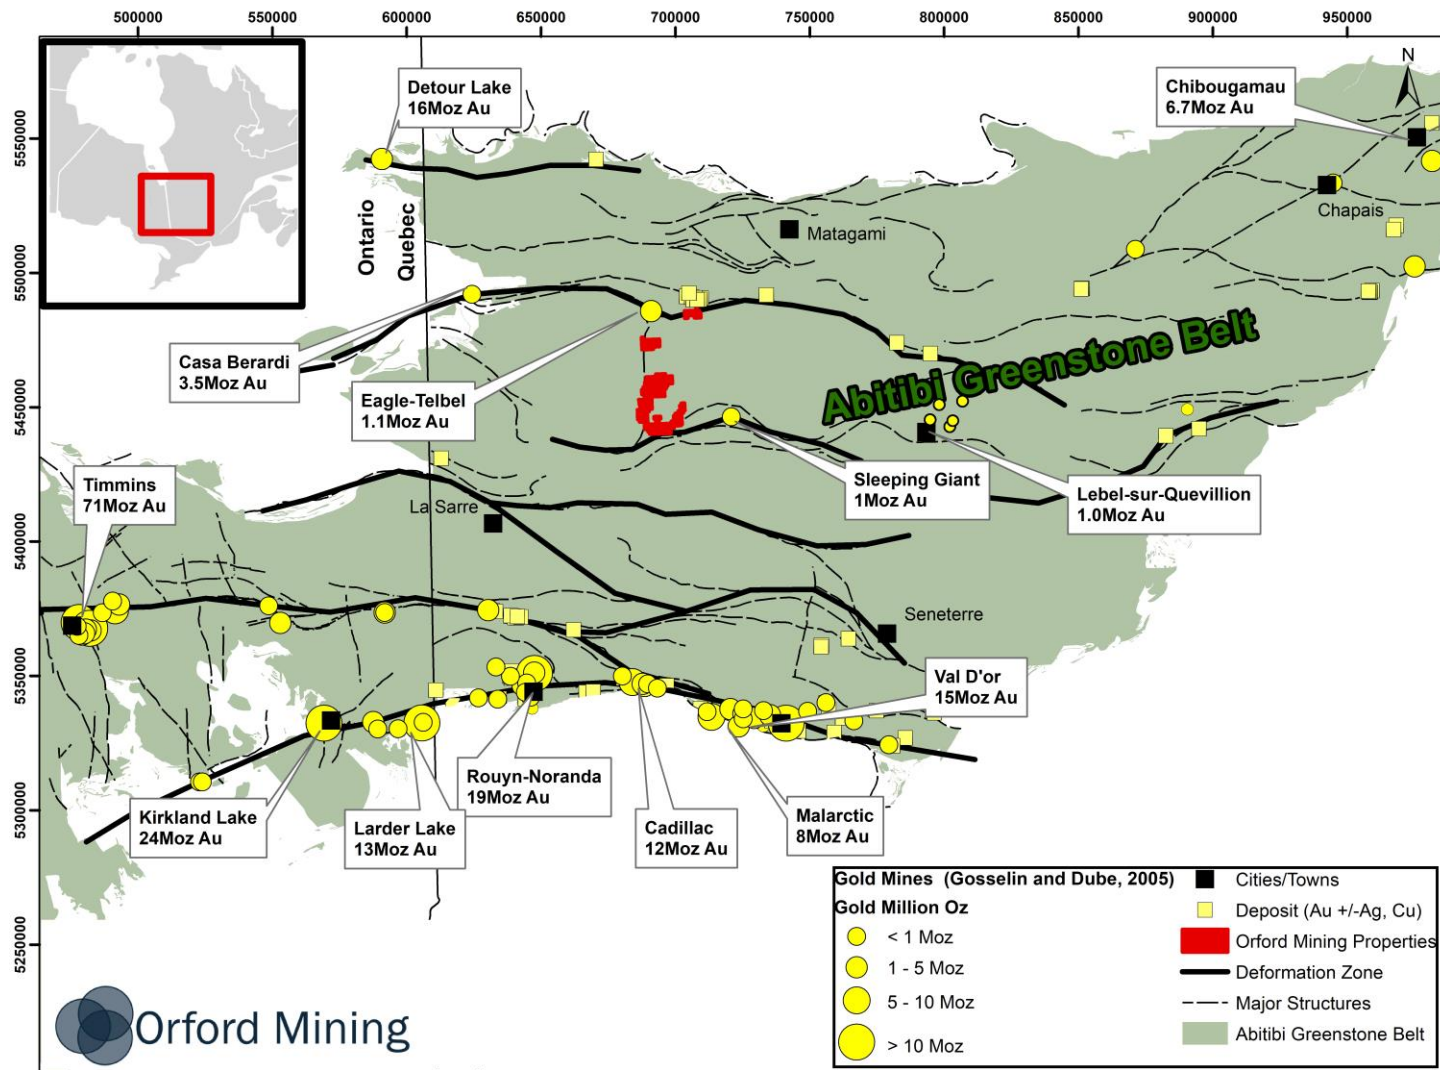 500000 550000 600000 650000 700000 750000 800000 850000 900000 950000
5550000
5500000
5450000
5400000
5350000
5300000
5250000
N
Detour Lake
16Moz Au
Chibougamau
6.7Moz Au
Chapais
Ontario
Quebec
Matagami
Casa Berardi
3.5Moz Au
Eagle-Telbel
1.1Moz Au
Abitibi Greenstone Belt
Timmins
71Moz Au
La Sarre
Sleeping Giant
1Moz Au
Lebel-sur-Quevillion
1.0Moz Au
Seneterre
Val D'or
15Moz Au
Rouyn-Noranda
19Moz Au
Kirkland Lake
24Moz Au
Larder Lake
13Moz Au
Cadillac
12Moz Au
Malarctic
8Moz Au
Gold Mines (Gosselin and Dube, 2005)
Gold Million Oz
< 1 Moz
1 - 5 Moz
5 - 10 Moz
> 10 Moz
Cities/Towns
Deposit (Au +/-Ag, Cu)
Orford Mining Properties
Deformation Zone
Major Structures
Abitibi Greenstone Belt
Orford Mining